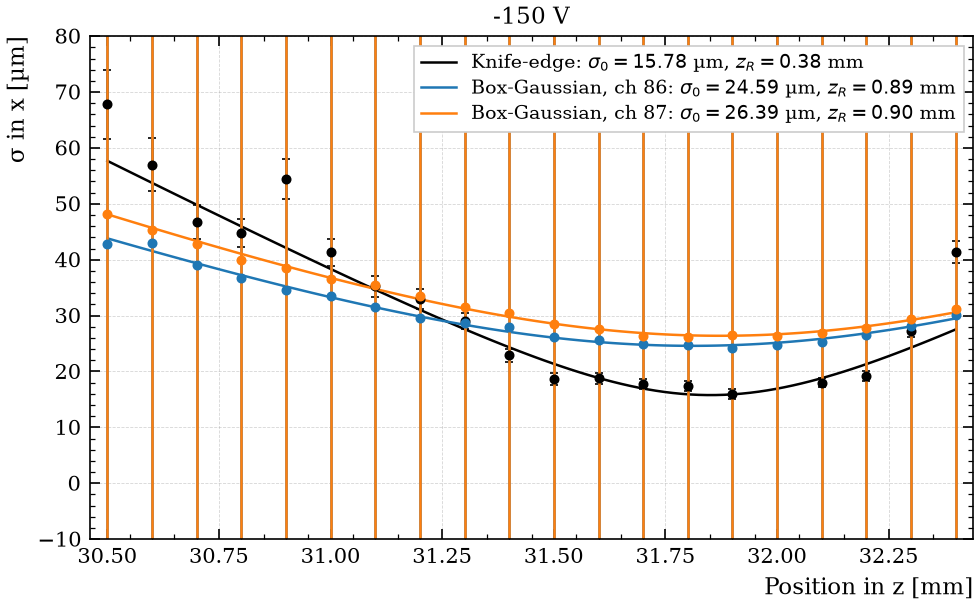 -150 V
σ in x [µm]
80
70
60
50
40
30
20
10
0
−10
Knife-edge: σ₀ = 15.78 µm, z_R = 0.38 mm
Box-Gaussian, ch 86: σ₀ = 24.59 µm, z_R = 0.89 mm
Box-Gaussian, ch 87: σ₀ = 26.39 µm, z_R = 0.90 mm
30.50 30.75 31.00 31.25 31.50 31.75 32.00 32.25
Position in z [mm]